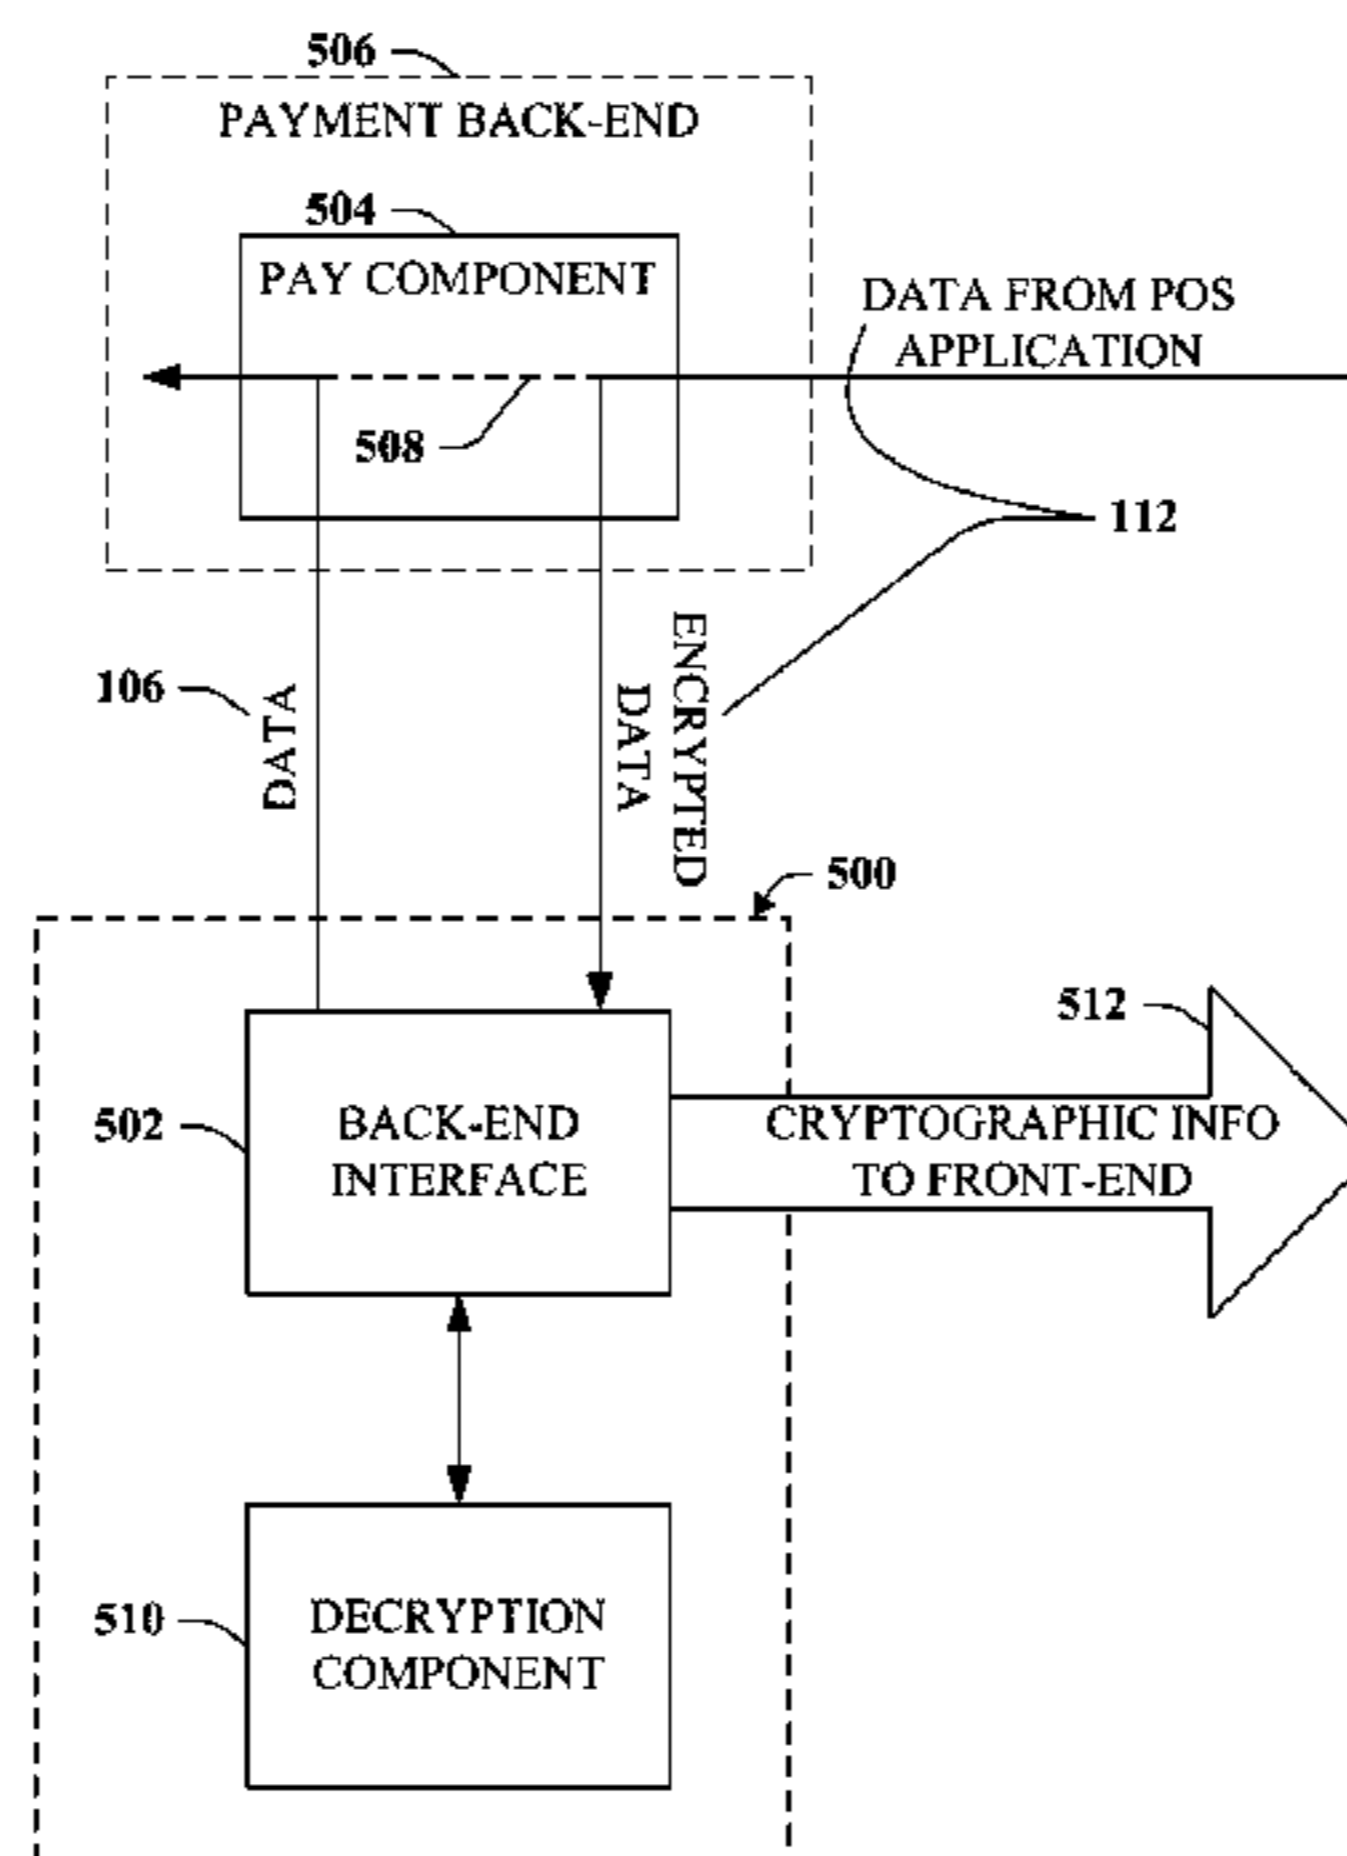 506
PAYMENT BACK-END
504
PAY COMPONENT
DATA FROM POS
APPLICATION
508
112
106
DATA
ENCRYPTED
DATA
500
512
502
BACK-END
INTERFACE
CRYPTOGRAPHIC INFO
TO FRONT-END
510
DECRYPTION
COMPONENT